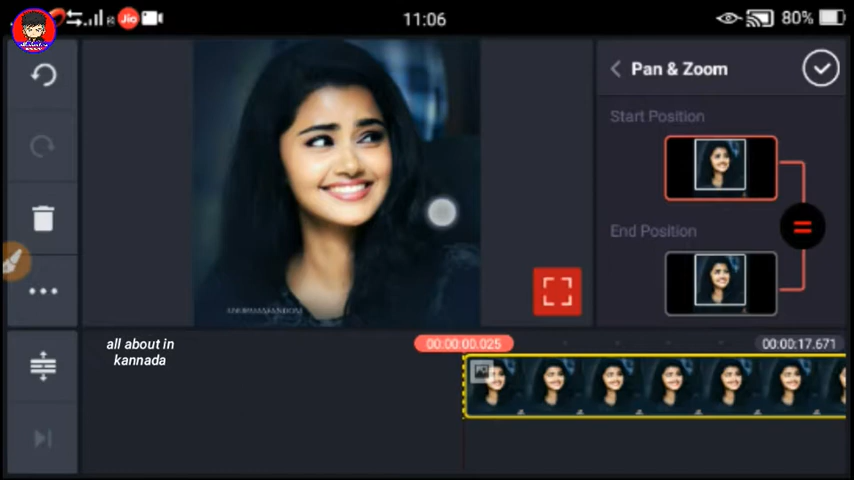 11:06
80%
Jio
Pan & Zoom
Start Position
End Position
all about in
kannada
00:00:00.025
00:00:17.671